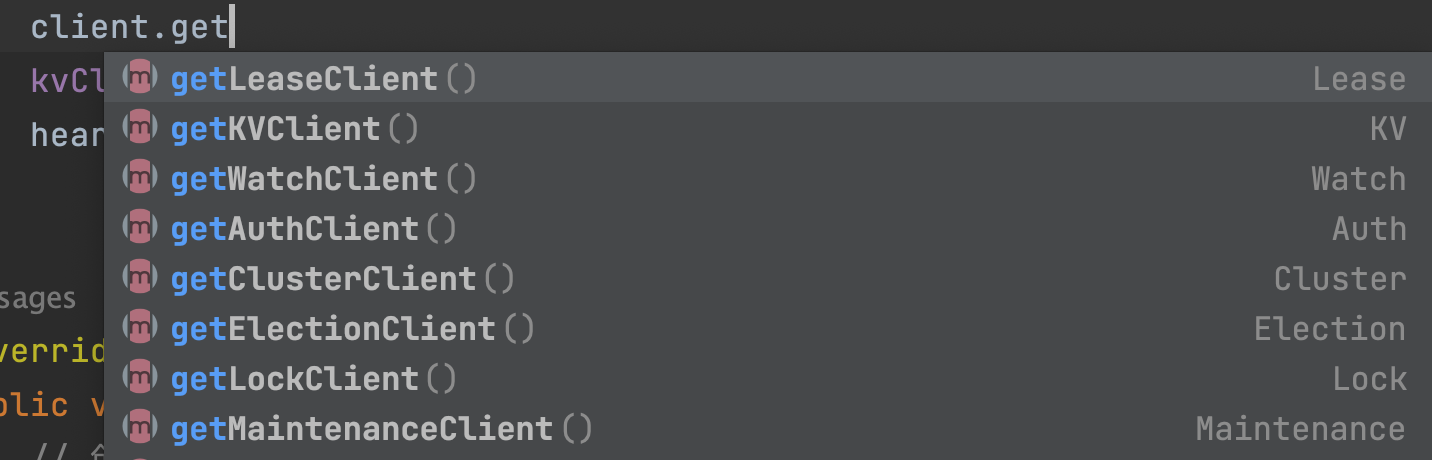 client.get
getLeaseClient() Lease
getKVClient() KV
getWatchClient() Watch
getAuthClient() Auth
getClusterClient() Cluster
getElectionClient() Election
getLockClient() Lock
getMaintenanceClient() Maintenance
kvCl
hear
sages
verrid
blic v
//